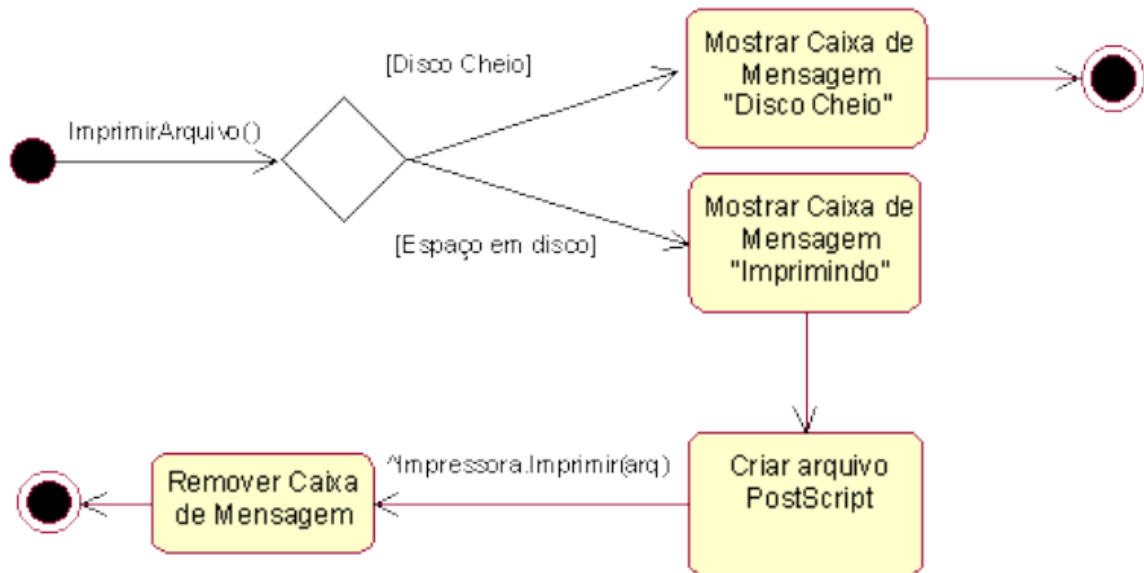 Mostrar Caixa de
Mensagem
"Disco Cheio"
[Disco Cheio]
ImprimirArquivo()
[Espaço em disco]
Mostrar Caixa de
Mensagem
"Imprimindo"
^Impressora.Imprimir(arq)
Criar arquivo
PostScript
Remover Caixa
de Mensagem